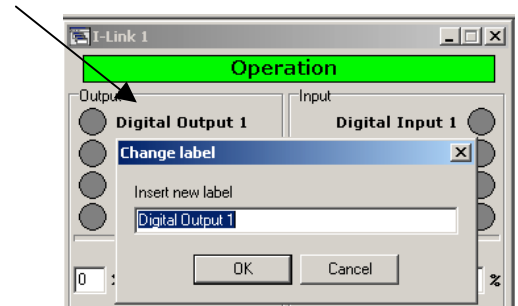 I-Link 1
Operation
Output Input
Digital Output 1 Digital Input 1
Change label
Insert new label
Digital Output 1
OK Cancel
0 %